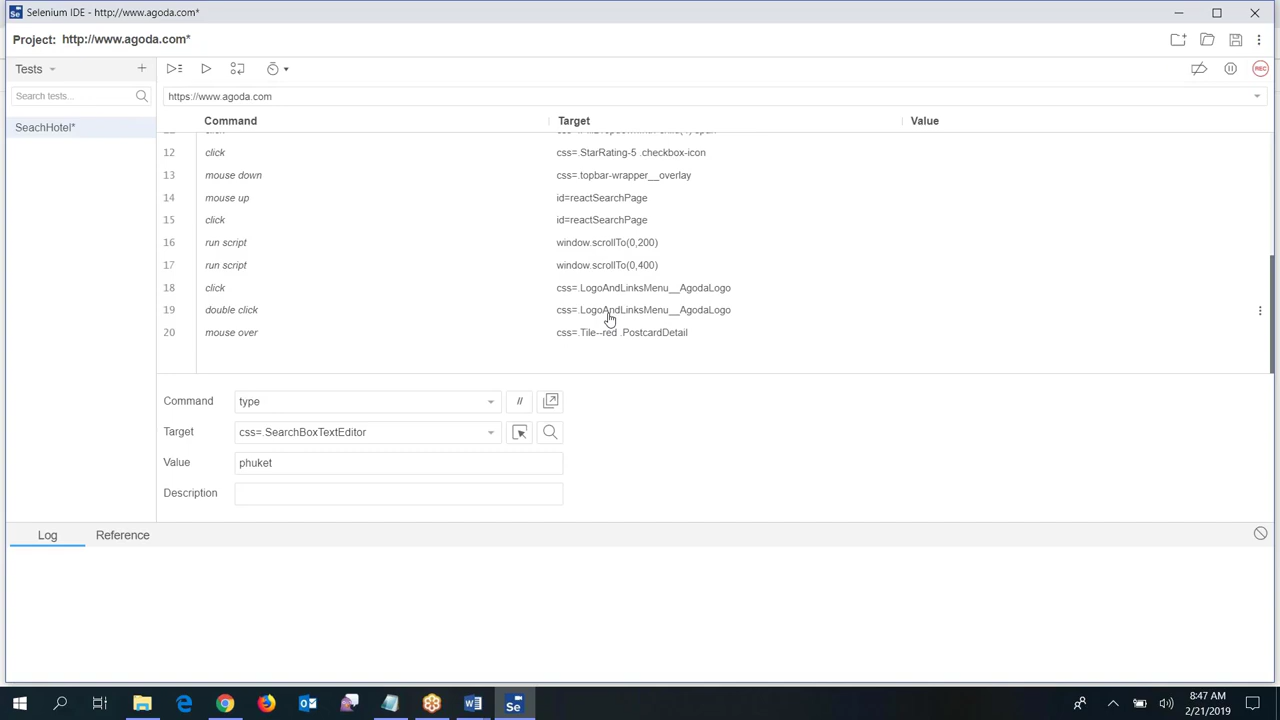 Selenium IDE - http://www.agoda.com*
Project: http://www.agoda.com*
Tests
Search tests...
https://www.agoda.com
Command Target Value
SeachHotel*
click
12 click css=.StarRating-5 .checkbox-icon
13 mouse down css=.topbar-wrapper__overlay
14 mouse up id=reactSearchPage
15 click id=reactSearchPage
16 run script window.scrollTo(0,200)
17 run script window.scrollTo(0,400)
18 click css=.LogoAndLinksMenu__AgodaLogo
19 double click css=.LogoAndLinksMenu__AgodaLogo
20 mouse over css=.Tile--red .PostcardDetail
Command type //
Target css=.SearchBoxTextEditor
Value phuket
Description
Log Reference
REC
Se
8:47 AM
2/21/2019